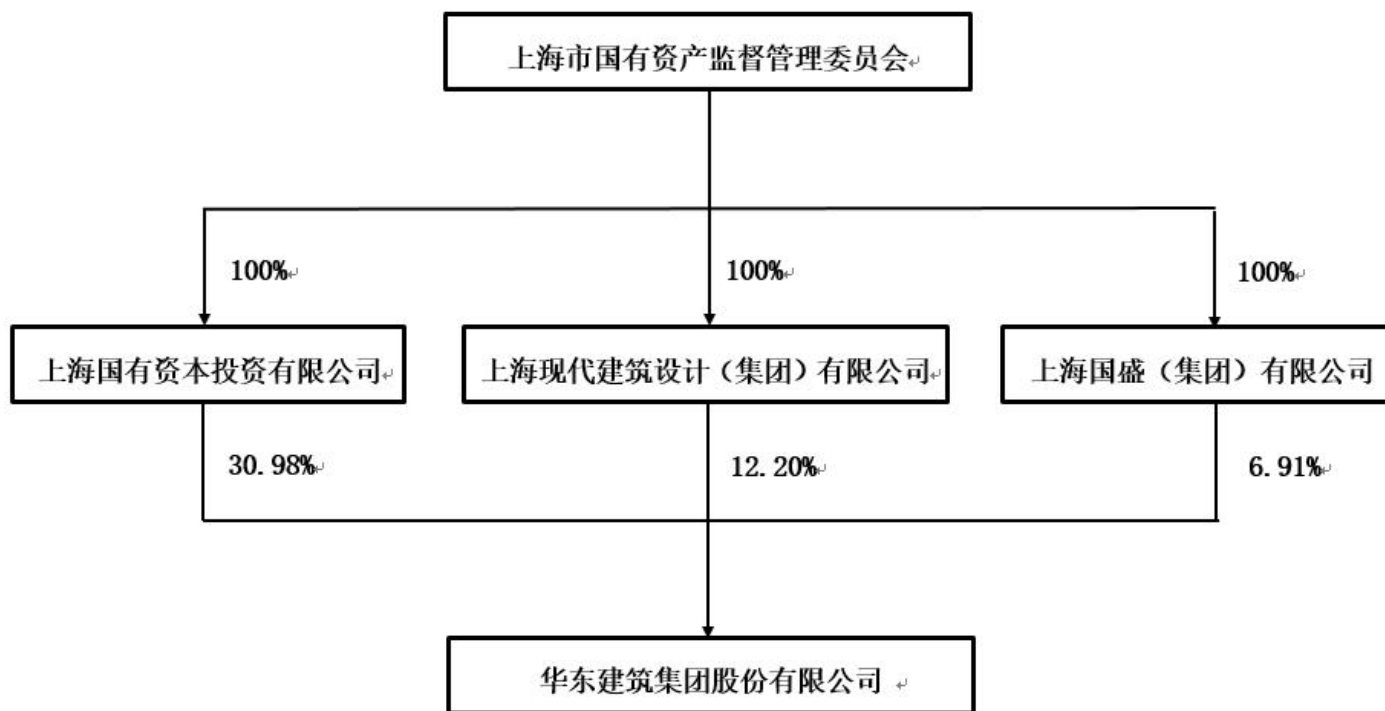 上海市国有资产监督管理委员会
100%
100%
100%
上海国有资本投资有限公司
上海现代建筑设计（集团）有限公司
上海国盛（集团）有限公司
30.98%
12.20%
6.91%
华东建筑集团股份有限公司